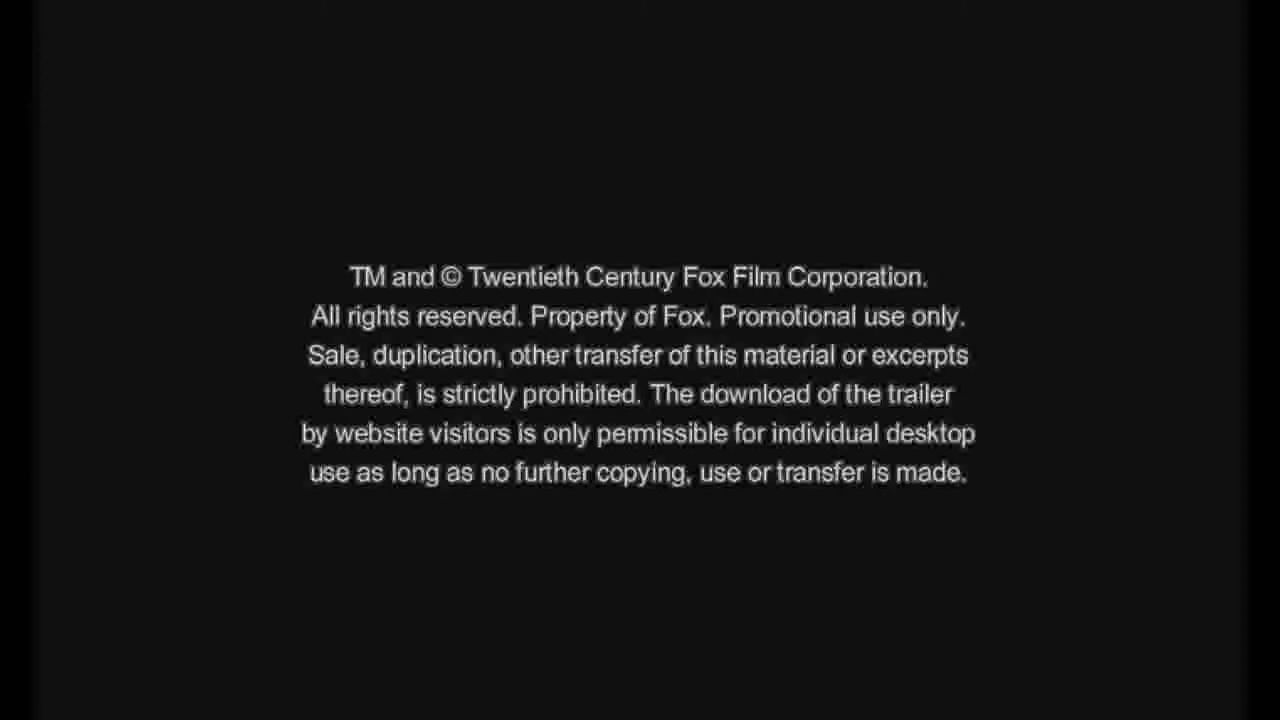 TM and © Twentieth Century Fox Film Corporation.
All rights reserved. Property of Fox. Promotional use only.
Sale, duplication, other transfer of this material or excerpts
thereof, is strictly prohibited. The download of the trailer
by website visitors is only permissible for individual desktop
use as long as no further copying, use or transfer is made.